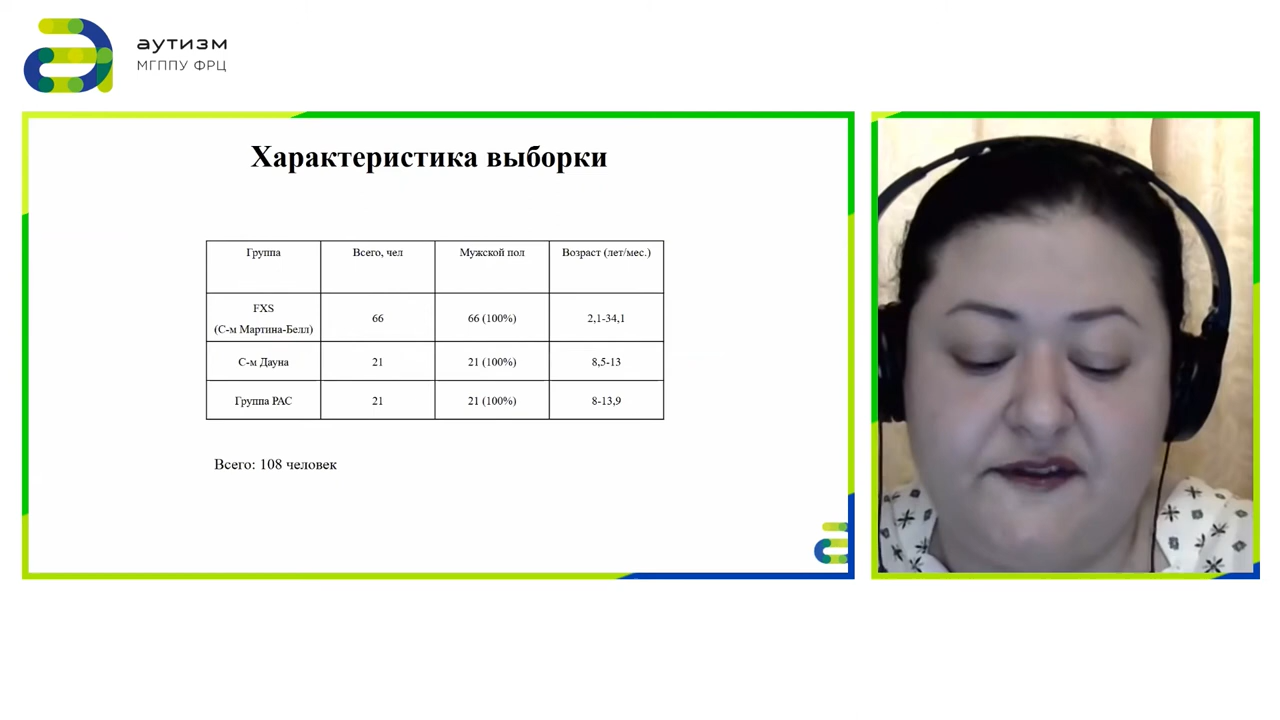 аутизм
МГППУ ФРЦ
Характеристика выборки
Группа
Всего, чел
Мужской пол
Возраст (лет/мес.)
FXS
(С-м Мартина-Белл)
66
66 (100%)
2,1-34,1
С-м Дауна
21
21 (100%)
8,5-13
Группа РАС
21
21 (100%)
8-13,9
Всего: 108 человек